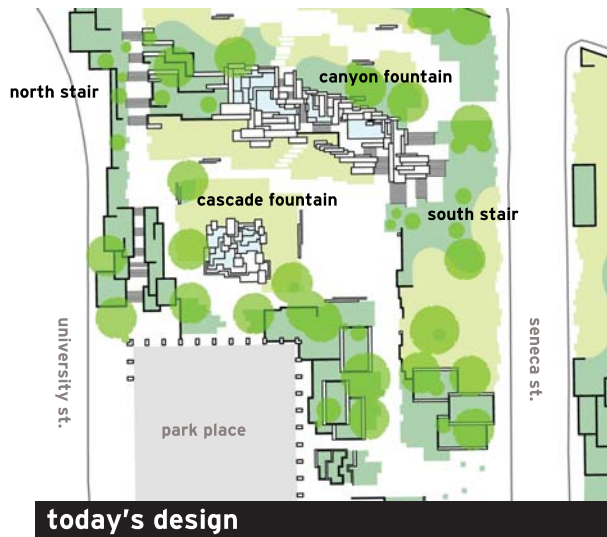 canyon fountain
north stair
cascade fountain
south stair
university st.
seneca st.
park place
today's design